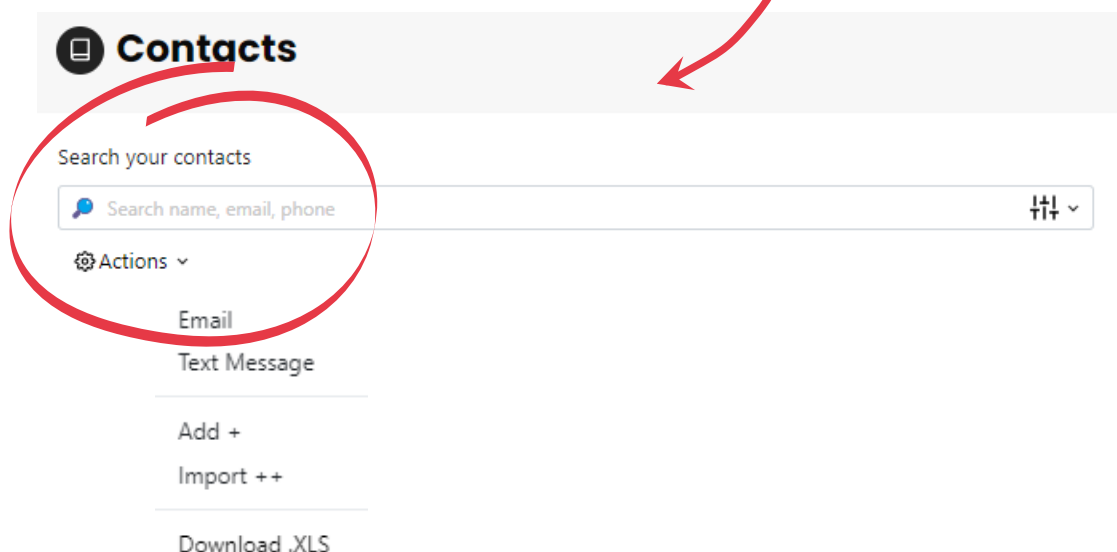 Contacts
Search your contacts
Search name, email, phone
Actions
Email
Text Message
Add +
Import ++
Download .XLS